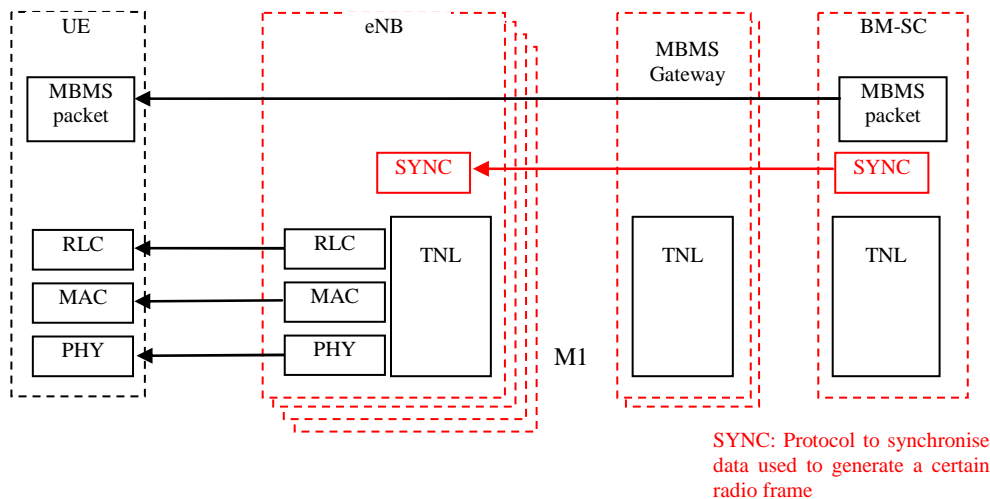 UE
eNB
MBMS
Gateway
BM-SC
MBMS
packet
MBMS
packet
SYNC
SYNC
RLC
RLC
TNL
TNL
TNL
MAC
MAC
PHY
PHY
M1
SYNC: Protocol to synchronise
data used to generate a certain
radio frame